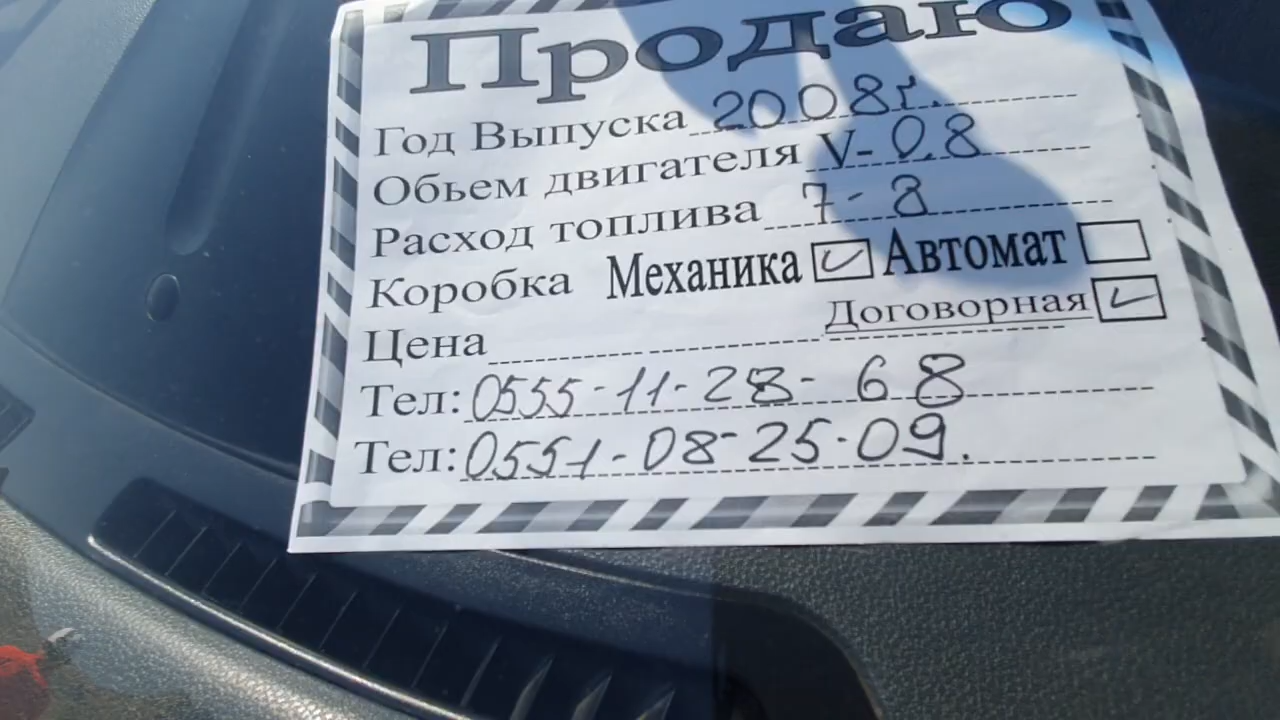 Продаю
Год Выпуска 2008г.
Обьем двигателя V-0.8
Расход топлива 7-8
Коробка Механика ✓ Автомат
Договорная ✓
Цена
Тел: 0555-11-28-68
Тел: 0551-08-25-09.